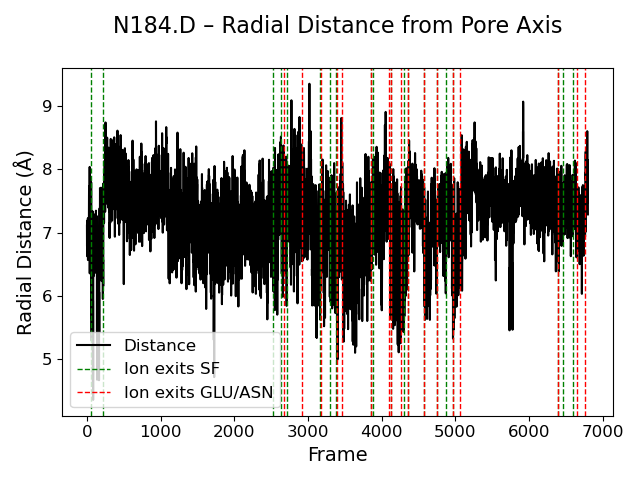 N184.D – Radial Distance from Pore Axis
Radial Distance (Å)
9
8
7
6
5
Distance
Ion exits SF
Ion exits GLU/ASN
0 1000 2000 3000 4000 5000 6000 7000
Frame